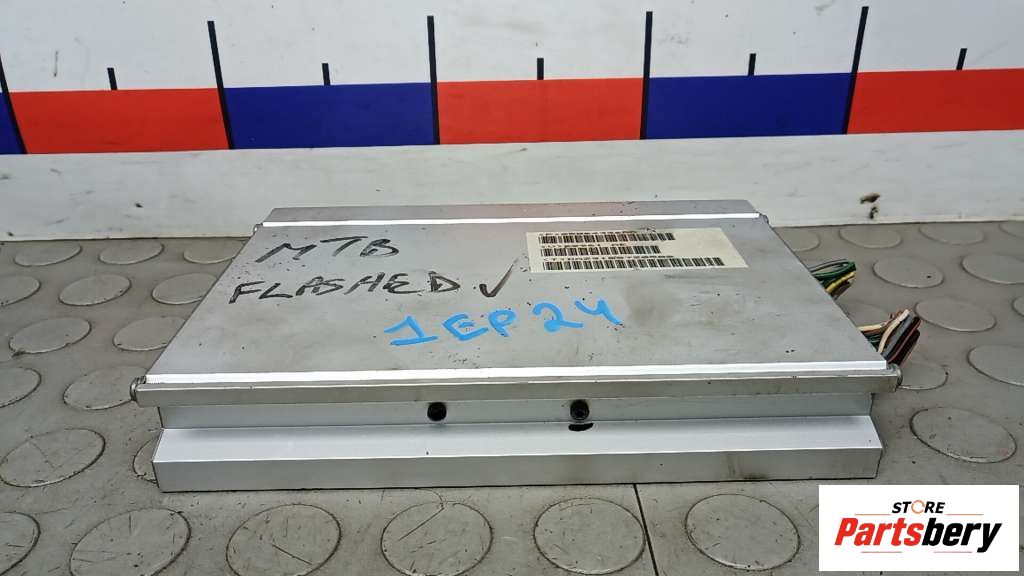 MTB
FLASHED ✓
1EP24
STORE
Partsbery